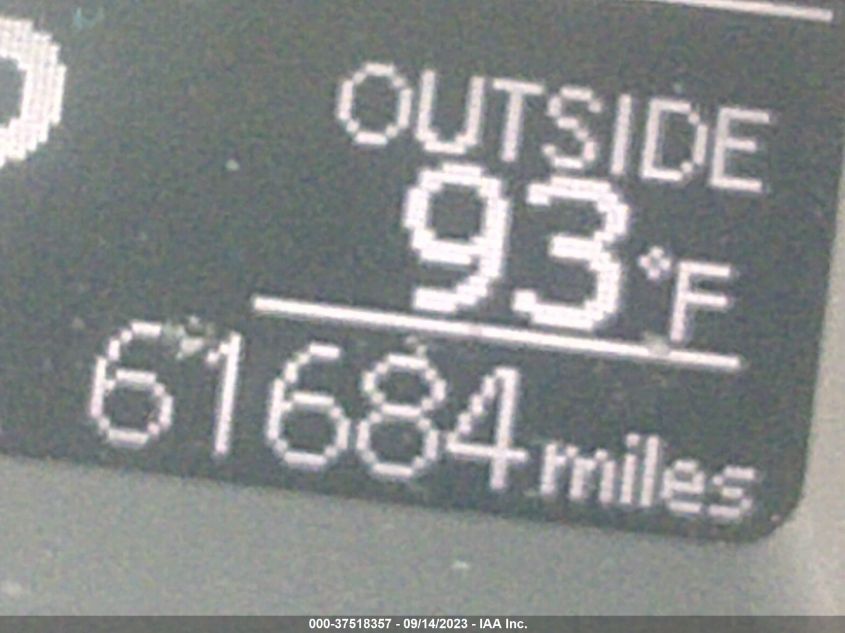 OUTSIDE
93°F
61684 miles
000-37518357 - 09/14/2023 - IAA Inc.